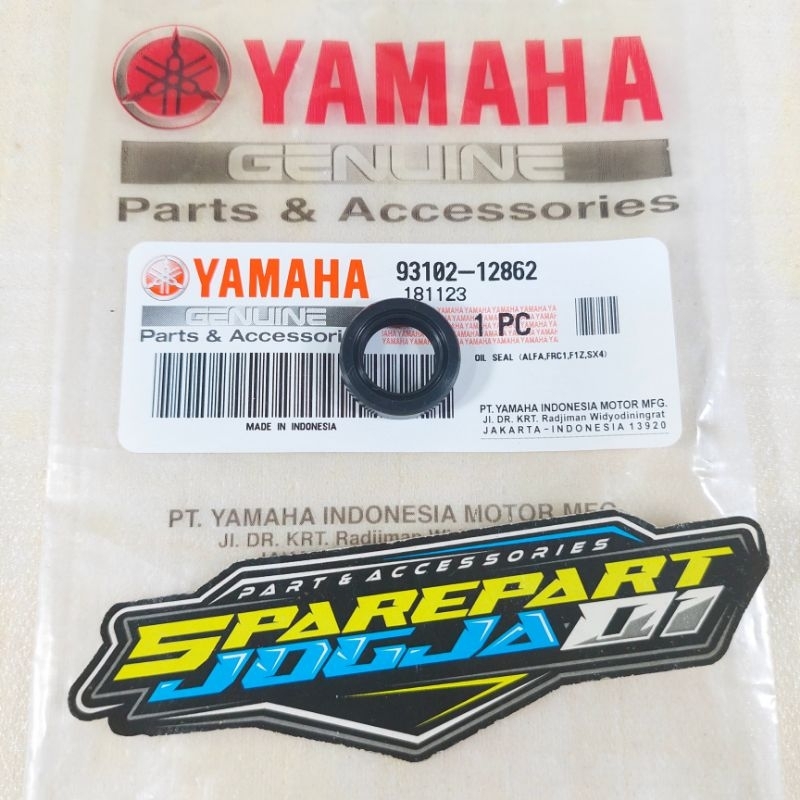 YAMAHA
GENUINE
Parts & Accessories
YAMAHA
93102-12862
181123
GENUINE
1 PC
Parts & Accessori
OIL SEAL (ALFA,FRC1,F1Z,SX4)
MADE IN INDONESIA
PT. YAMAHA INDONESIA MOTOR MFG.
Jl. DR. KRT. Radjiman Widyodiningrat
JAKARTA-INDONESIA 13920
PT. YAMAHA INDONESIA MOTOR MFG
Jl. DR. KRT. Radjiman
PART & ACCESSORIES
SPAREPART
JOGJA 01